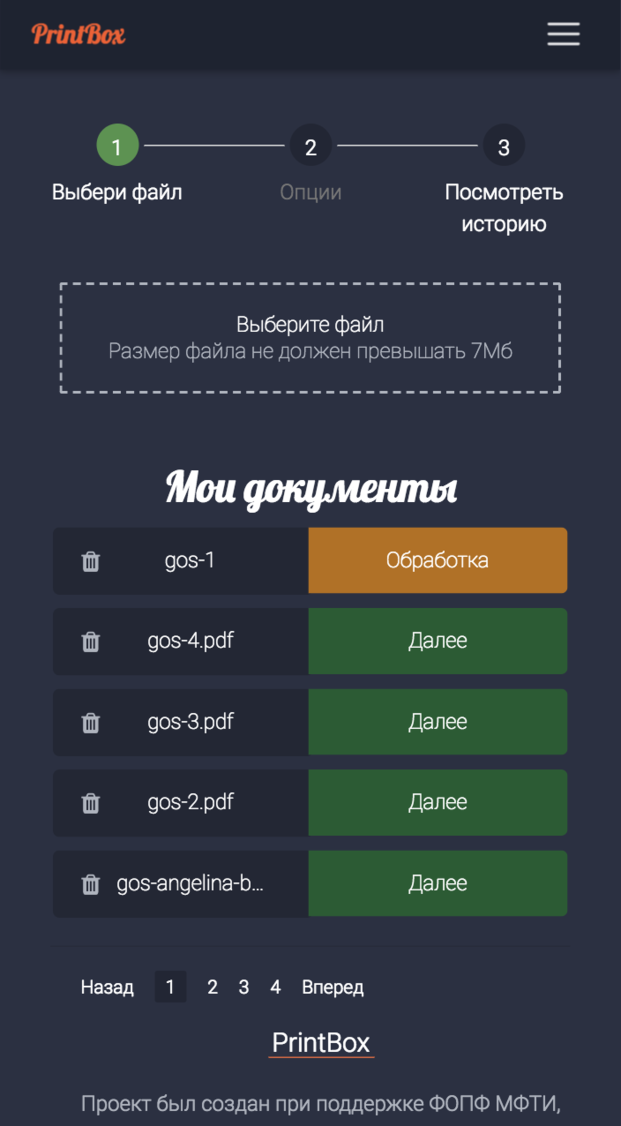 PrintBox
1
2
3
Выбери файл
Опции
Посмотреть
историю
Выберите файл
Размер файла не должен превышать 7Мб
Мои документы
gos-1
Обработка
gos-4.pdf
Далее
gos-3.pdf
Далее
gos-2.pdf
Далее
gos-angelina-b...
Далее
Назад 1 2 3 4 Вперед
PrintBox
Проект был создан при поддержке ФОПФ МФТИ,